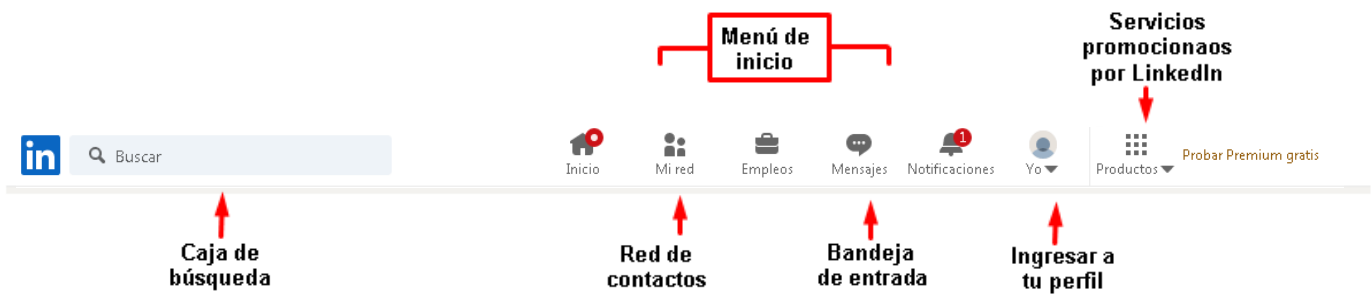 Menú de
inicio
Servicios
promocionaos
por LinkedIn
in
Buscar
Inicio
Mi red
Empleos
Mensajes
1
Notificaciones
Yo
Productos
Probar Premium gratis
Caja de
búsqueda
Red de
contactos
Bandeja
de entrada
Ingresar a
tu perfil